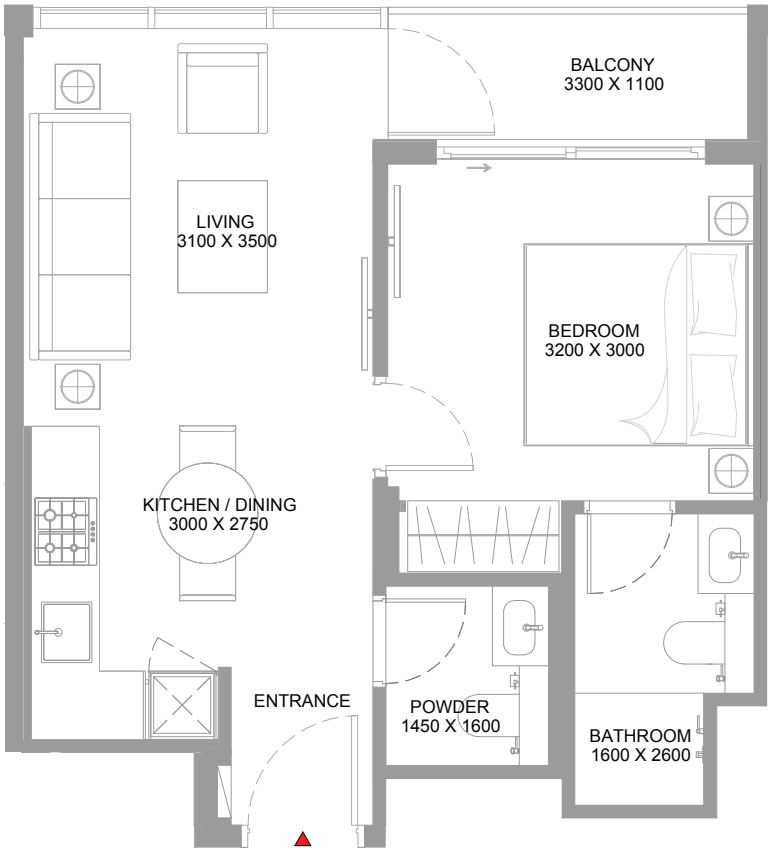 BALCONY
3300 X 1100
LIVING
3100 X 3500
BEDROOM
3200 X 3000
KITCHEN / DINING
3000 X 2750
ENTRANCE
POWDER
1450 X 1600
BATHROOM
1600 X 2600